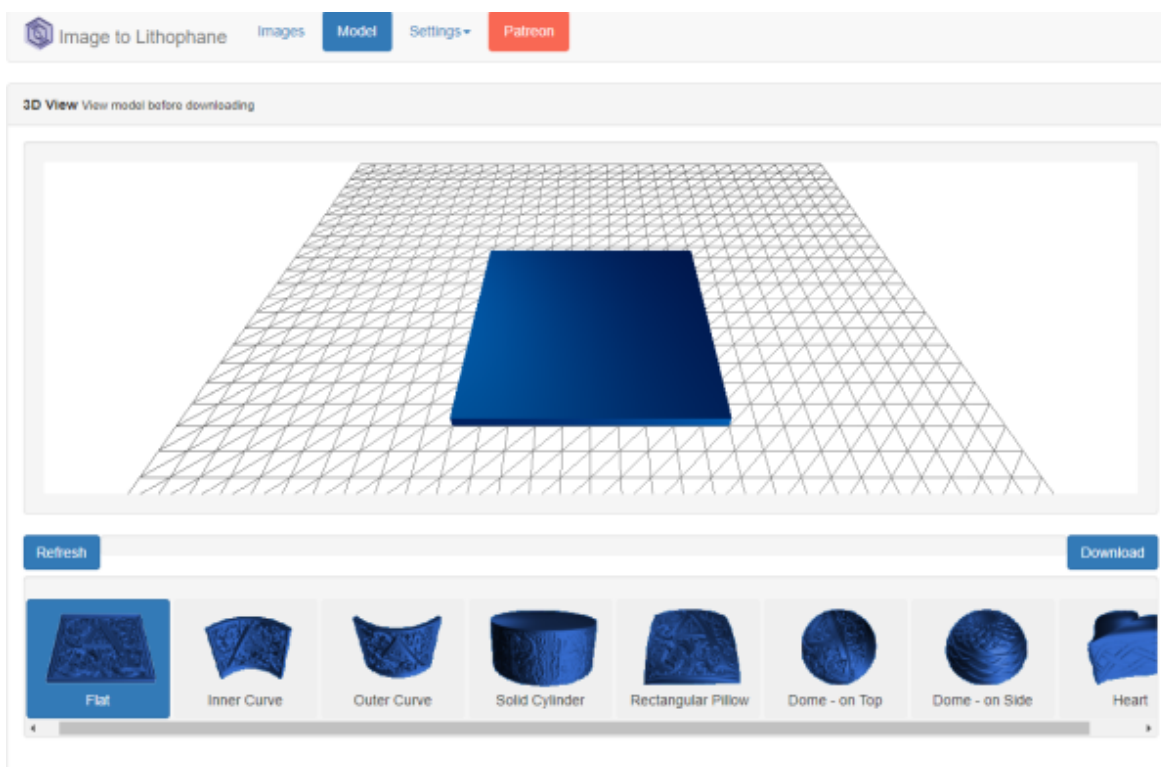 Image to Lithophane
Images
Model
Settings
Patreon
3D View View model before downloading
Refresh
Download
Flat
Inner Curve
Outer Curve
Solid Cylinder
Rectangular Pillow
Dome - on Top
Dome - on Side
Heart